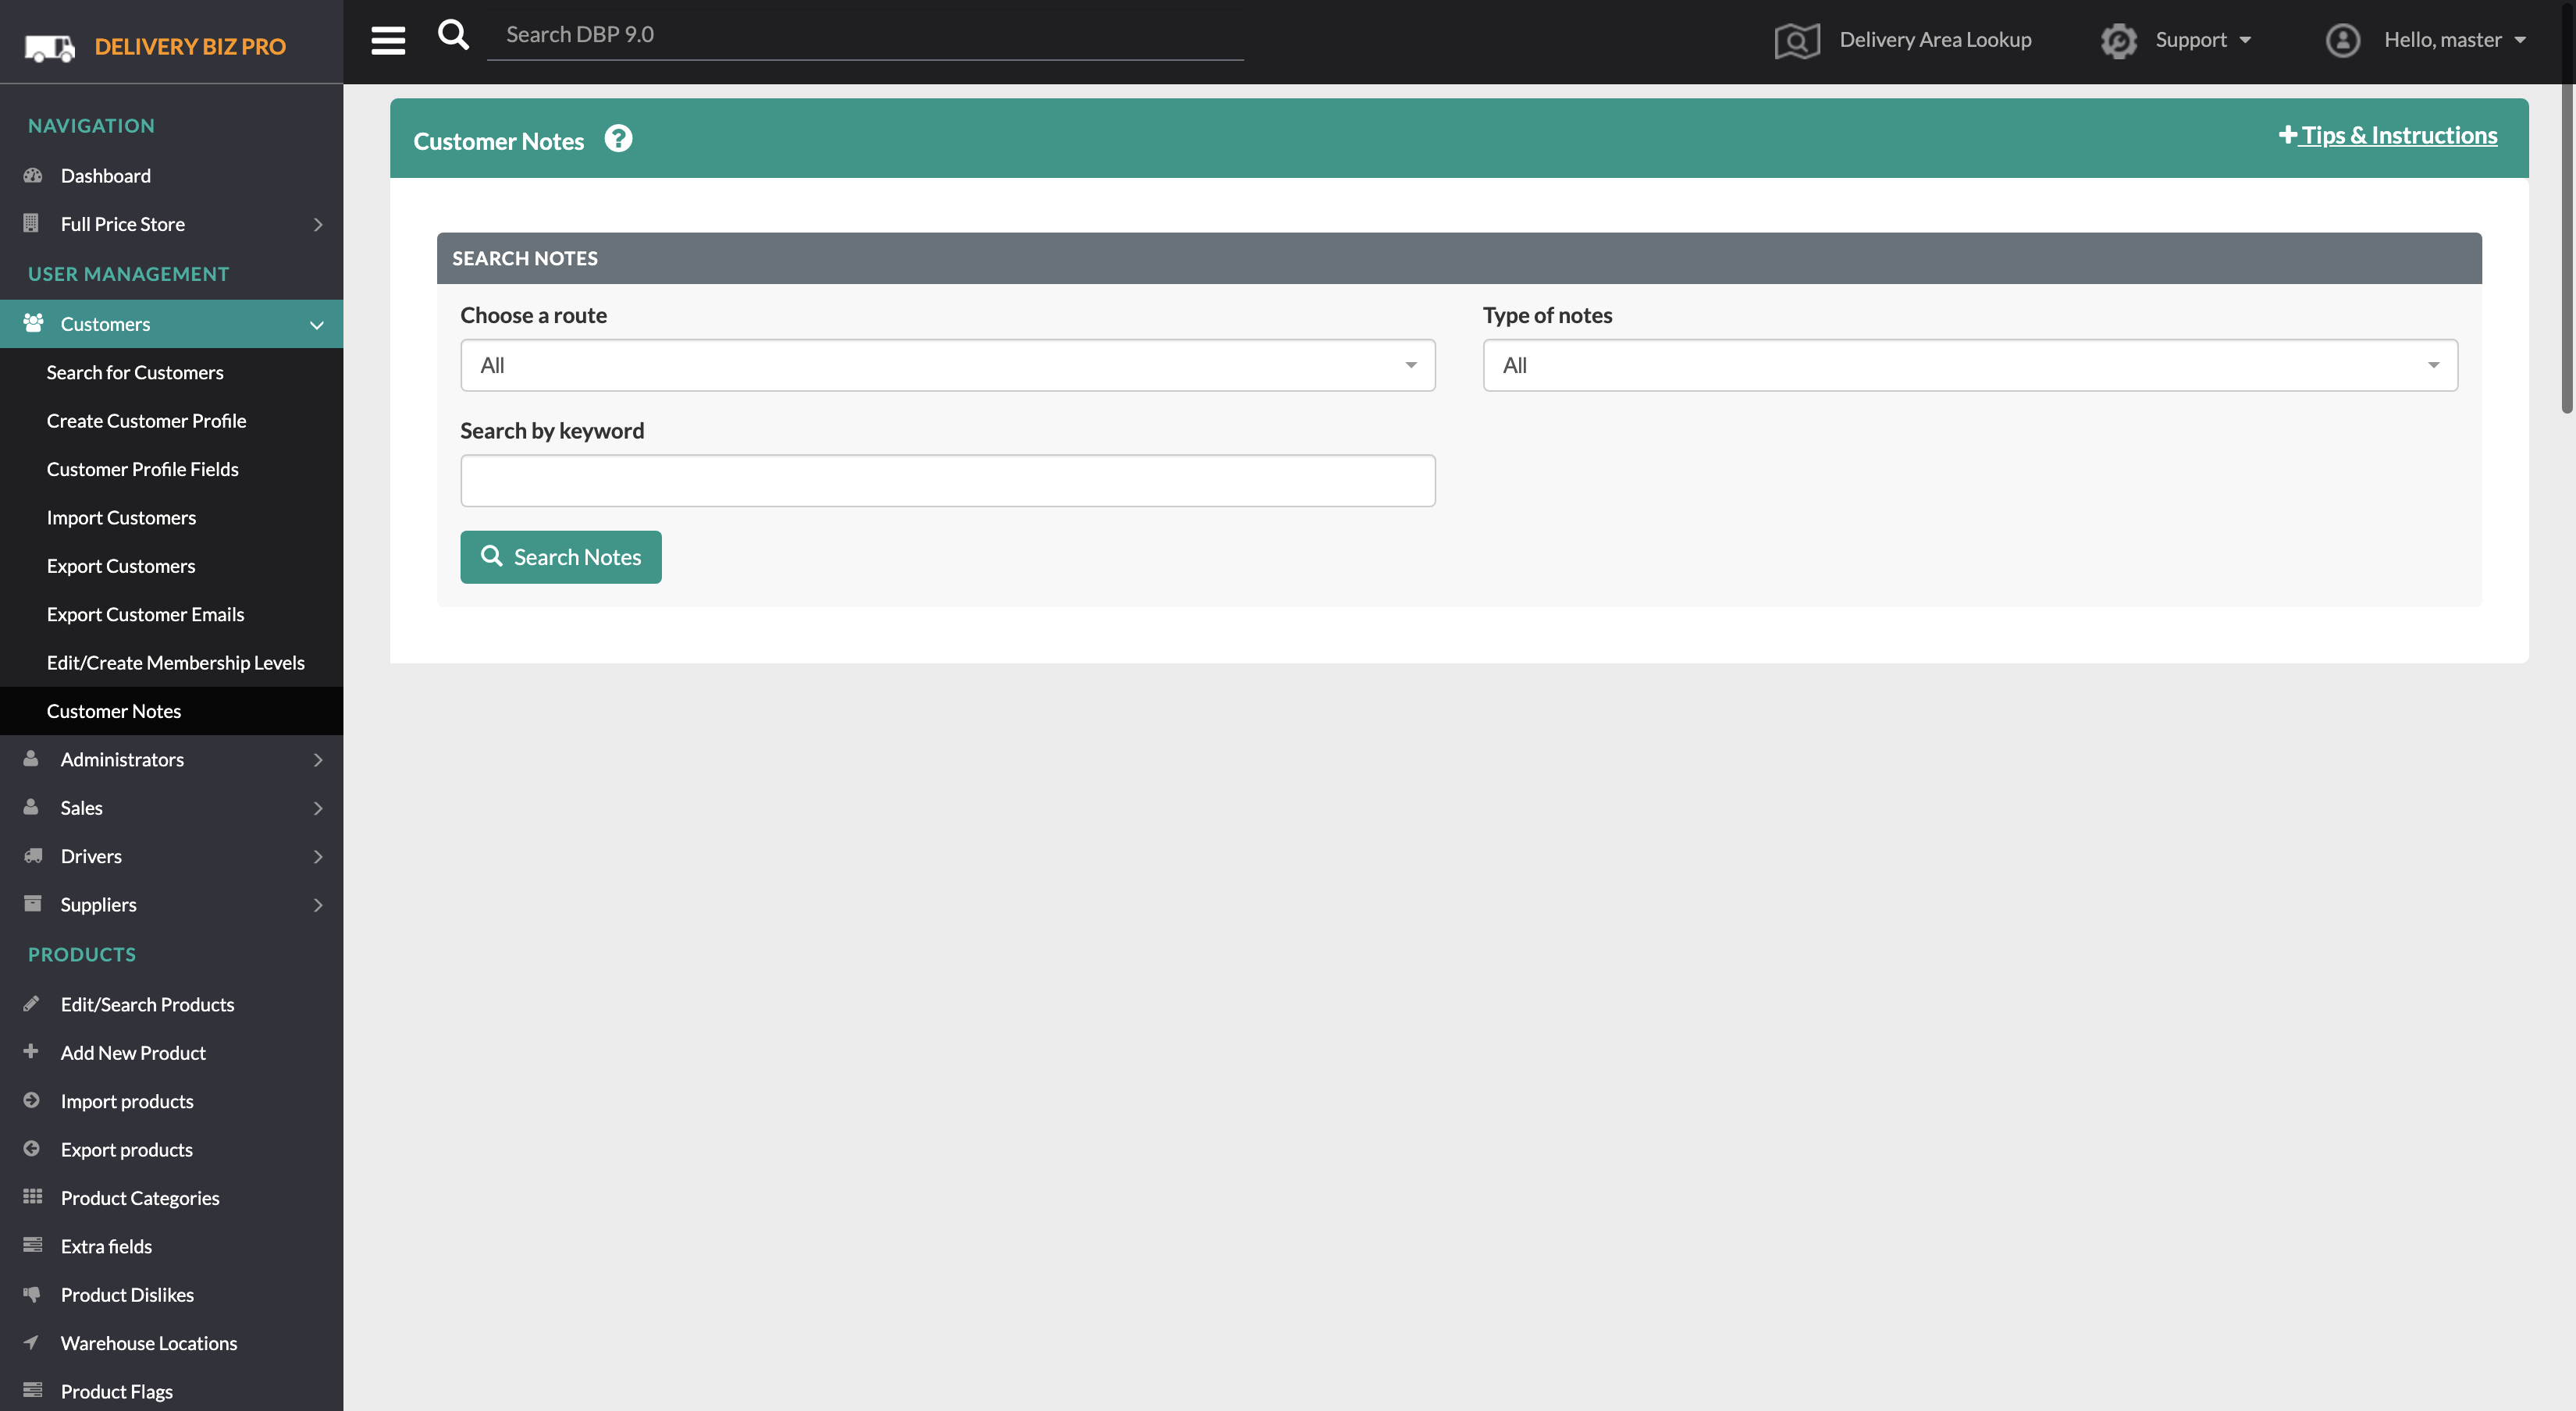 DELIVERY BIZ PRO
Search DBP 9.0
Delivery Area Lookup
Support
Hello, master
NAVIGATION
Dashboard
Full Price Store
USER MANAGEMENT
Customers
Search for Customers
Create Customer Profile
Customer Profile Fields
Import Customers
Export Customers
Export Customer Emails
Edit/Create Membership Levels
Customer Notes
Administrators
Sales
Drivers
Suppliers
PRODUCTS
Edit/Search Products
Add New Product
Import products
Export products
Product Categories
Extra fields
Product Dislikes
Warehouse Locations
Product Flags
Customer Notes
Tips & Instructions
SEARCH NOTES
Choose a route
All
Type of notes
All
Search by keyword
Search Notes